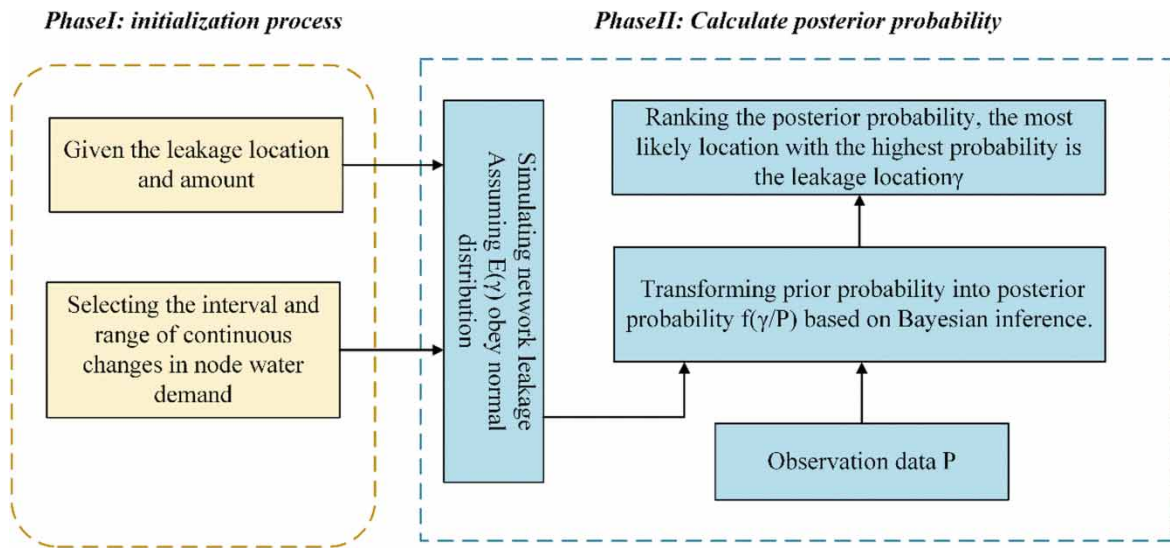 PhaseI: initialization process
PhaseII: Calculate posterior probability
Given the leakage location
and amount
Selecting the interval and
range of continuous
changes in node water
demand
Simulating network leakage
Assuming E(γ) obey normal
distribution
Ranking the posterior probability, the most
likely location with the highest probability is
the leakage locationγ
Transforming prior probability into posterior
probability f(γ/P) based on Bayesian inference.
Observation data P